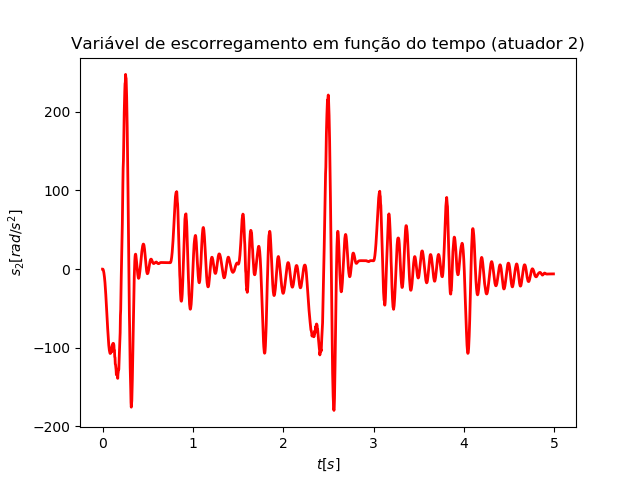 Variável de escorregamento em função do tempo (atuador 2)
s₂[rad/s²]
200
100
0
−100
−200
0 1 2 3 4 5
t[s]